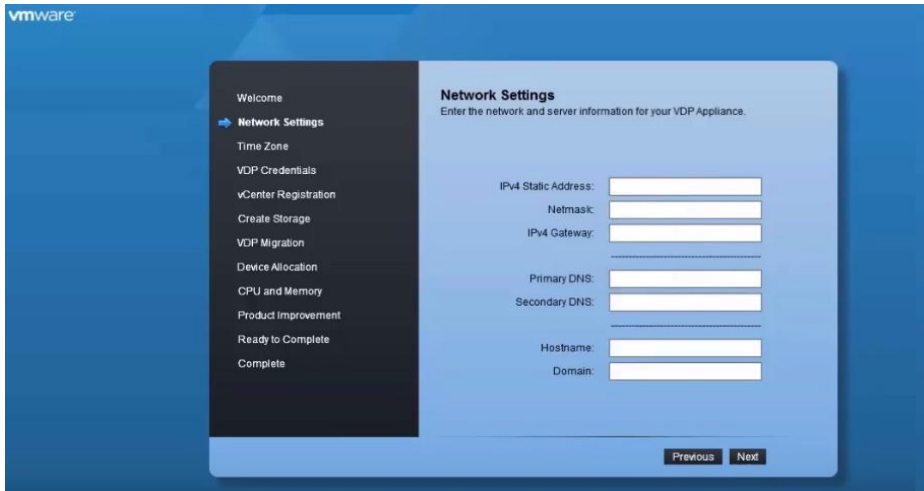 vmware
Welcome
Network Settings
Time Zone
VDP Credentials
vCenter Registration
Create Storage
VDP Migration
Device Allocation
CPU and Memory
Product Improvement
Ready to Complete
Complete
Network Settings
Enter the network and server information for your VDP Appliance.
IPv4 Static Address:
Netmask:
IPv4 Gateway:
Primary DNS:
Secondary DNS:
Hostname:
Domain:
Previous Next